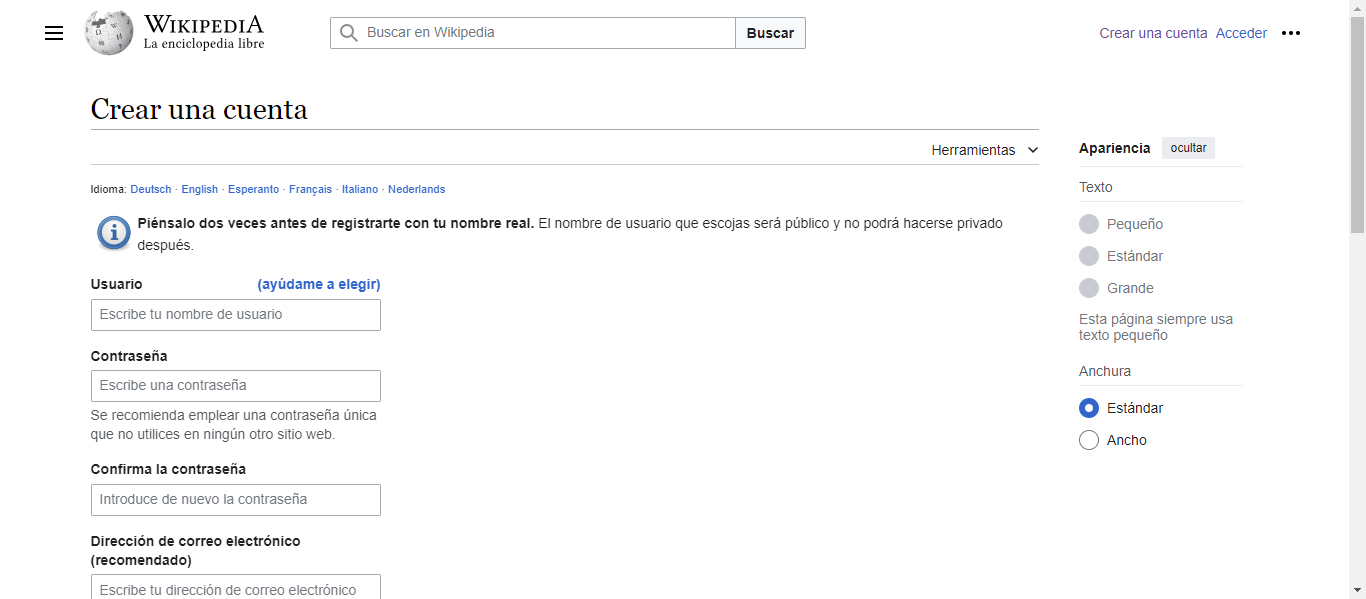 WIKIPEDIA
La enciclopedia libre
Buscar en Wikipedia
Buscar
Crear una cuenta Acceder
Crear una cuenta
Herramientas
Idioma: Deutsch · English · Esperanto · Français · Italiano · Nederlands
Piénsalo dos veces antes de registrarte con tu nombre real. El nombre de usuario que escojas será público y no podrá hacerse privado
después.
Usuario (ayúdame a elegir)
Escribe tu nombre de usuario
Contraseña
Escribe una contraseña
Se recomienda emplear una contraseña única
que no utilices en ningún otro sitio web.
Confirma la contraseña
Introduce de nuevo la contraseña
Dirección de correo electrónico
(recomendado)
Escribe tu dirección de correo electrónico
Apariencia ocultar
Texto
Pequeño
Estándar
Grande
Esta página siempre usa
texto pequeño
Anchura
Estándar
Ancho